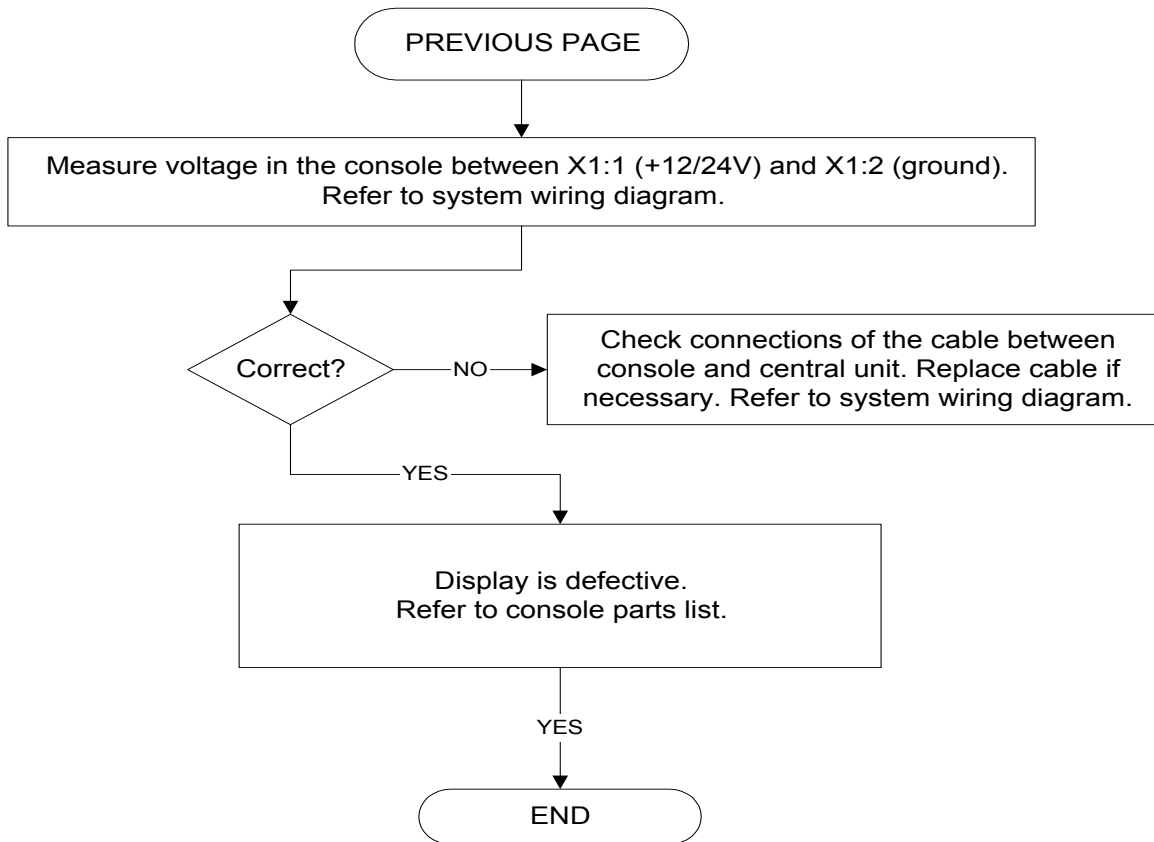 PREVIOUS PAGE
Measure voltage in the console between X1:1 (+12/24V) and X1:2 (ground).
Refer to system wiring diagram.
Correct?
NO
Check connections of the cable between
console and central unit. Replace cable if
necessary. Refer to system wiring diagram.
YES
Display is defective.
Refer to console parts list.
YES
END